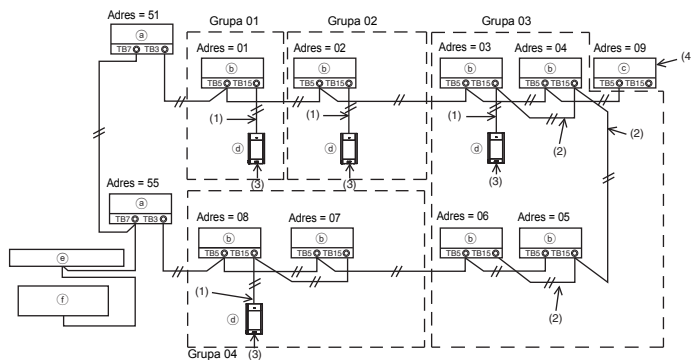 Grupa 01 Grupa 02 Grupa 03
Adres = 51
ⓐ
TB7 TB3
Adres = 01 Adres = 02 Adres = 03 Adres = 04 Adres = 09
ⓑ ⓑ ⓑ ⓑ ⓒ (4
TB5 TB15 TB5 TB15 TB5 TB15 TB5 TB15 TB5 TB15
(1) (1) (1) (2) (2)
ⓓ ⓓ ⓓ
(3) (3) (3)
Adres = 55
ⓐ
TB7 TB3
Adres = 08 Adres = 07 Adres = 06 Adres = 05
ⓑ ⓑ ⓑ ⓑ
TB5 TB15 TB5 TB15 TB5 TB15 TB5 TB15
ⓔ
(1) (2)
ⓕ
ⓓ
Grupa 04 (3)